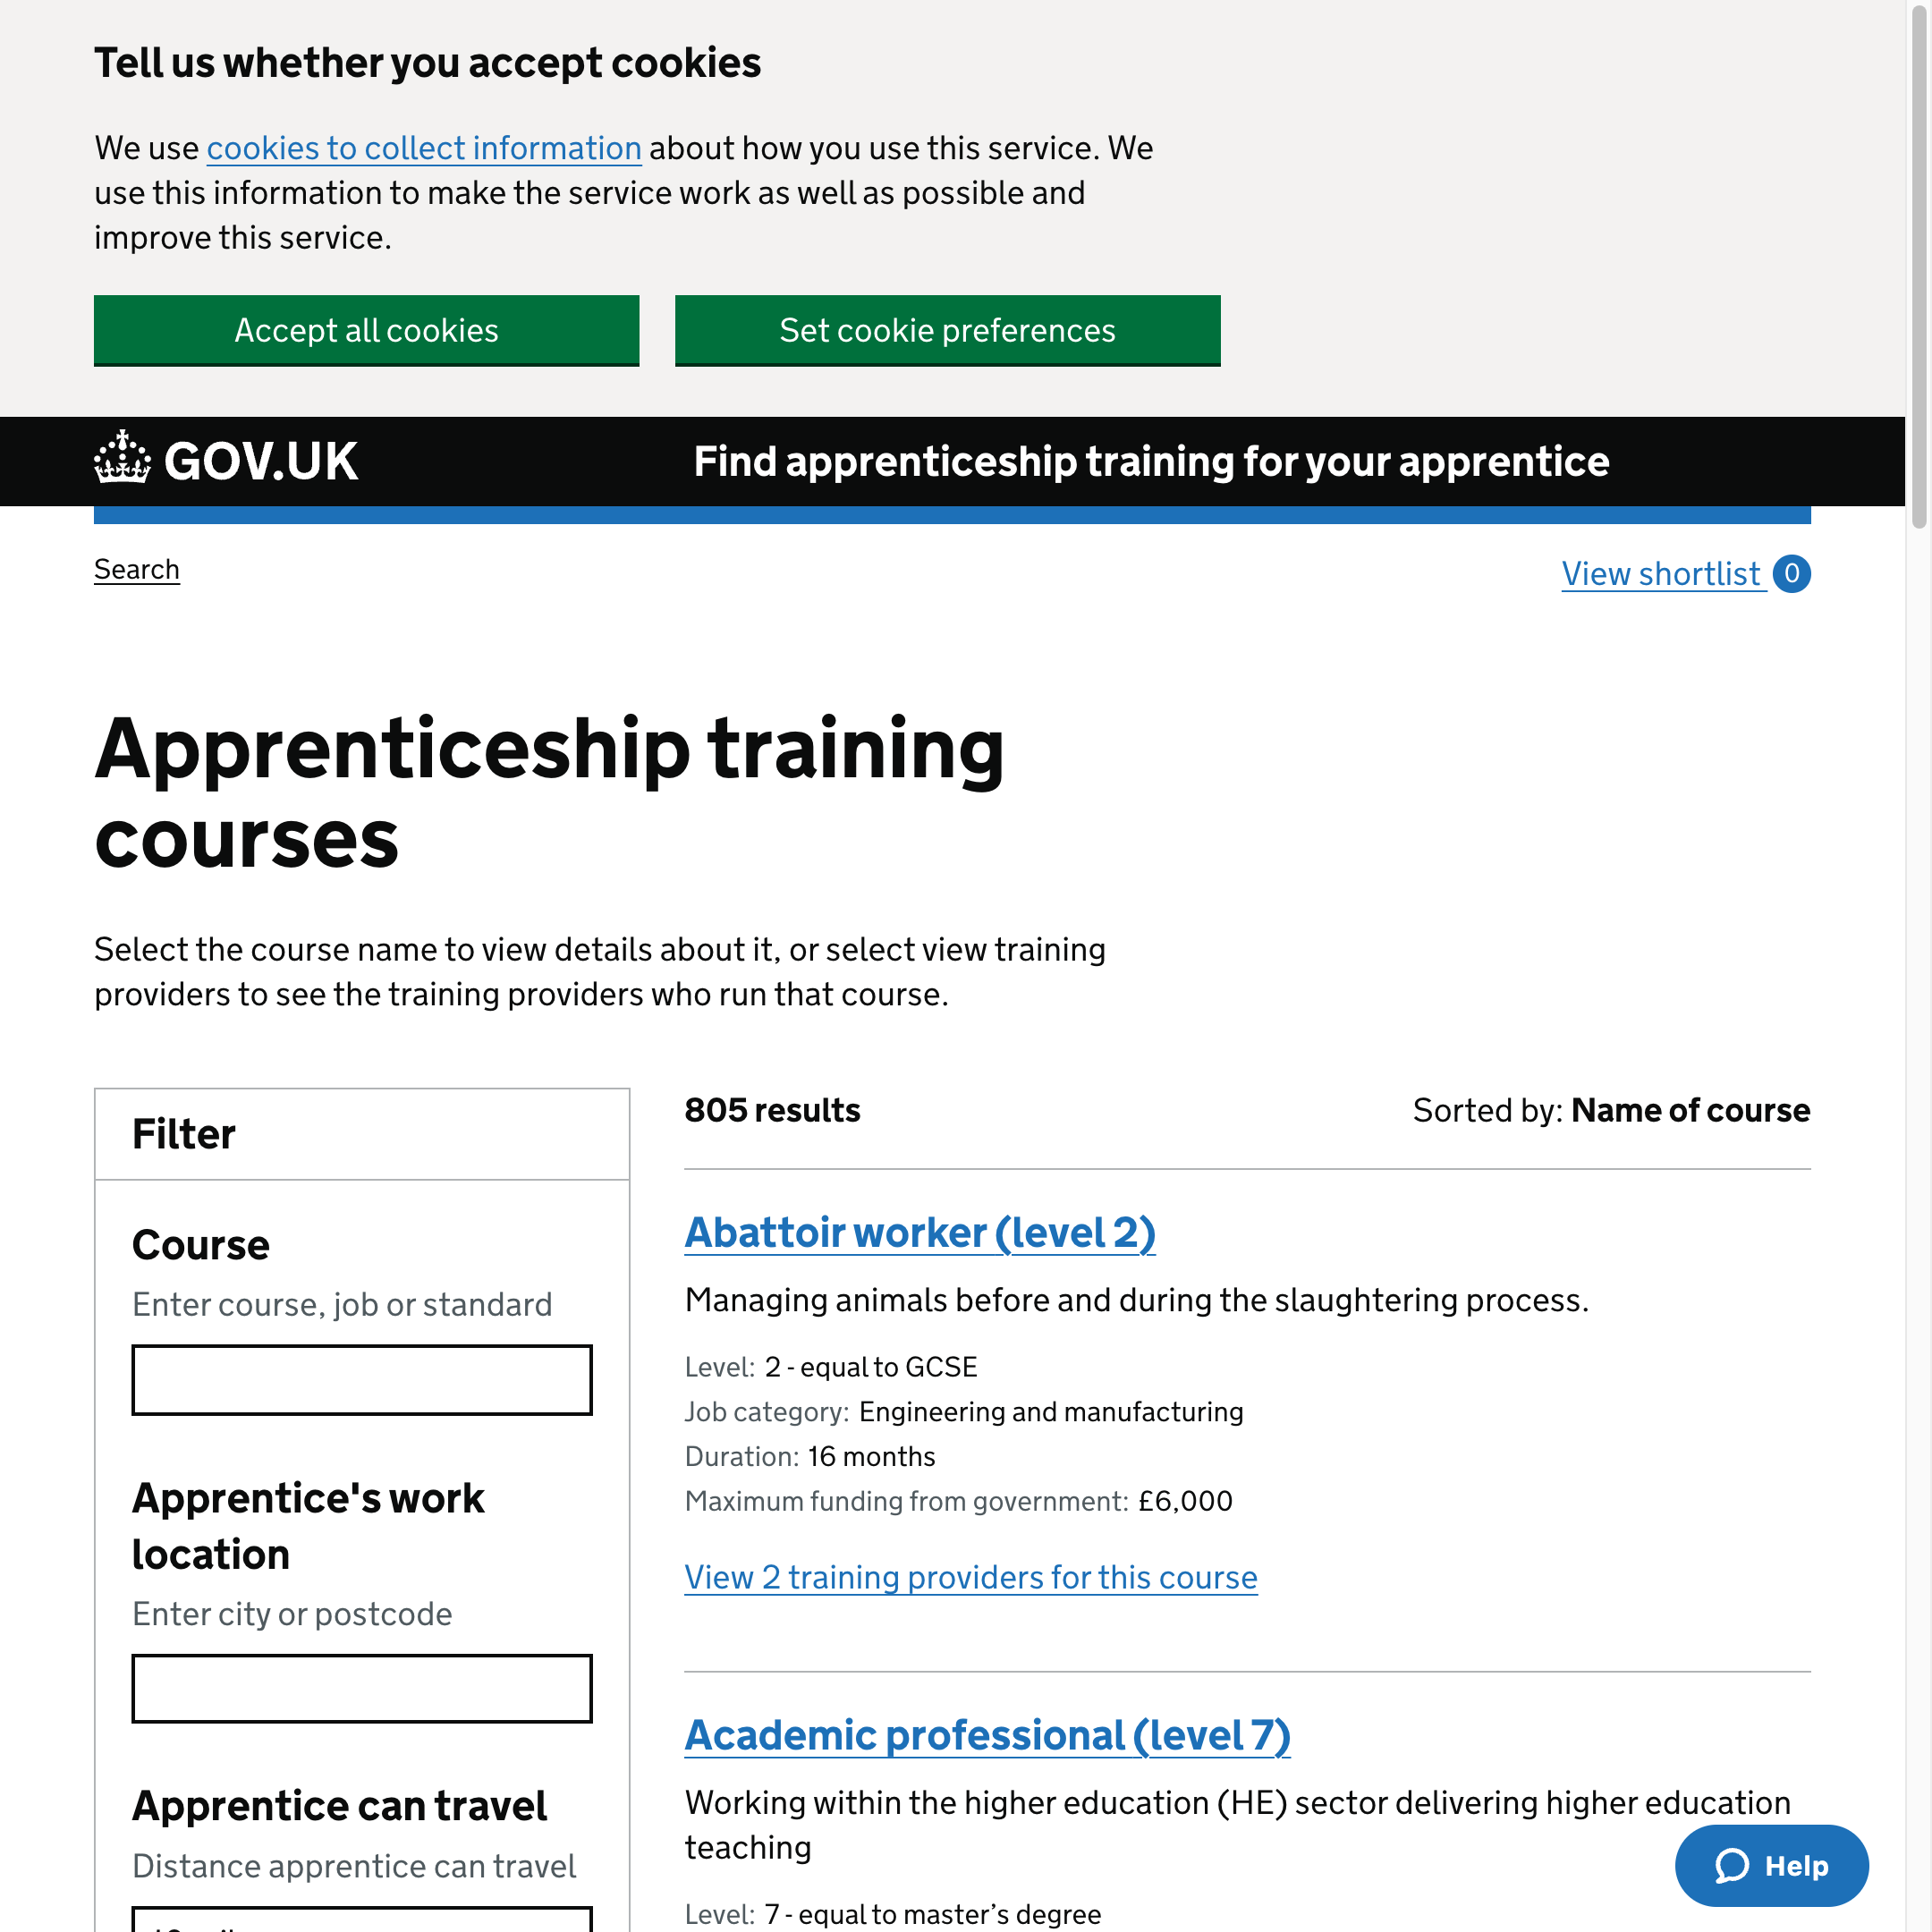 Tell us whether you accept cookies
We use cookies to collect information about how you use this service. We
use this information to make the service work as well as possible and
improve this service.
Accept all cookies
Set cookie preferences
GOV.UK
Find apprenticeship training for your apprentice
Search
View shortlist 0
Apprenticeship training
courses
Select the course name to view details about it, or select view training
providers to see the training providers who run that course.
Filter
Course
Enter course, job or standard
Apprentice's work
location
Enter city or postcode
Apprentice can travel
Distance apprentice can travel
805 results
Sorted by: Name of course
Abattoir worker (level 2)
Managing animals before and during the slaughtering process.
Level: 2 - equal to GCSE
Job category: Engineering and manufacturing
Duration: 16 months
Maximum funding from government: £6,000
View 2 training providers for this course
Academic professional (level 7)
Working within the higher education (HE) sector delivering higher education
teaching
Level: 7 - equal to master’s degree
Help